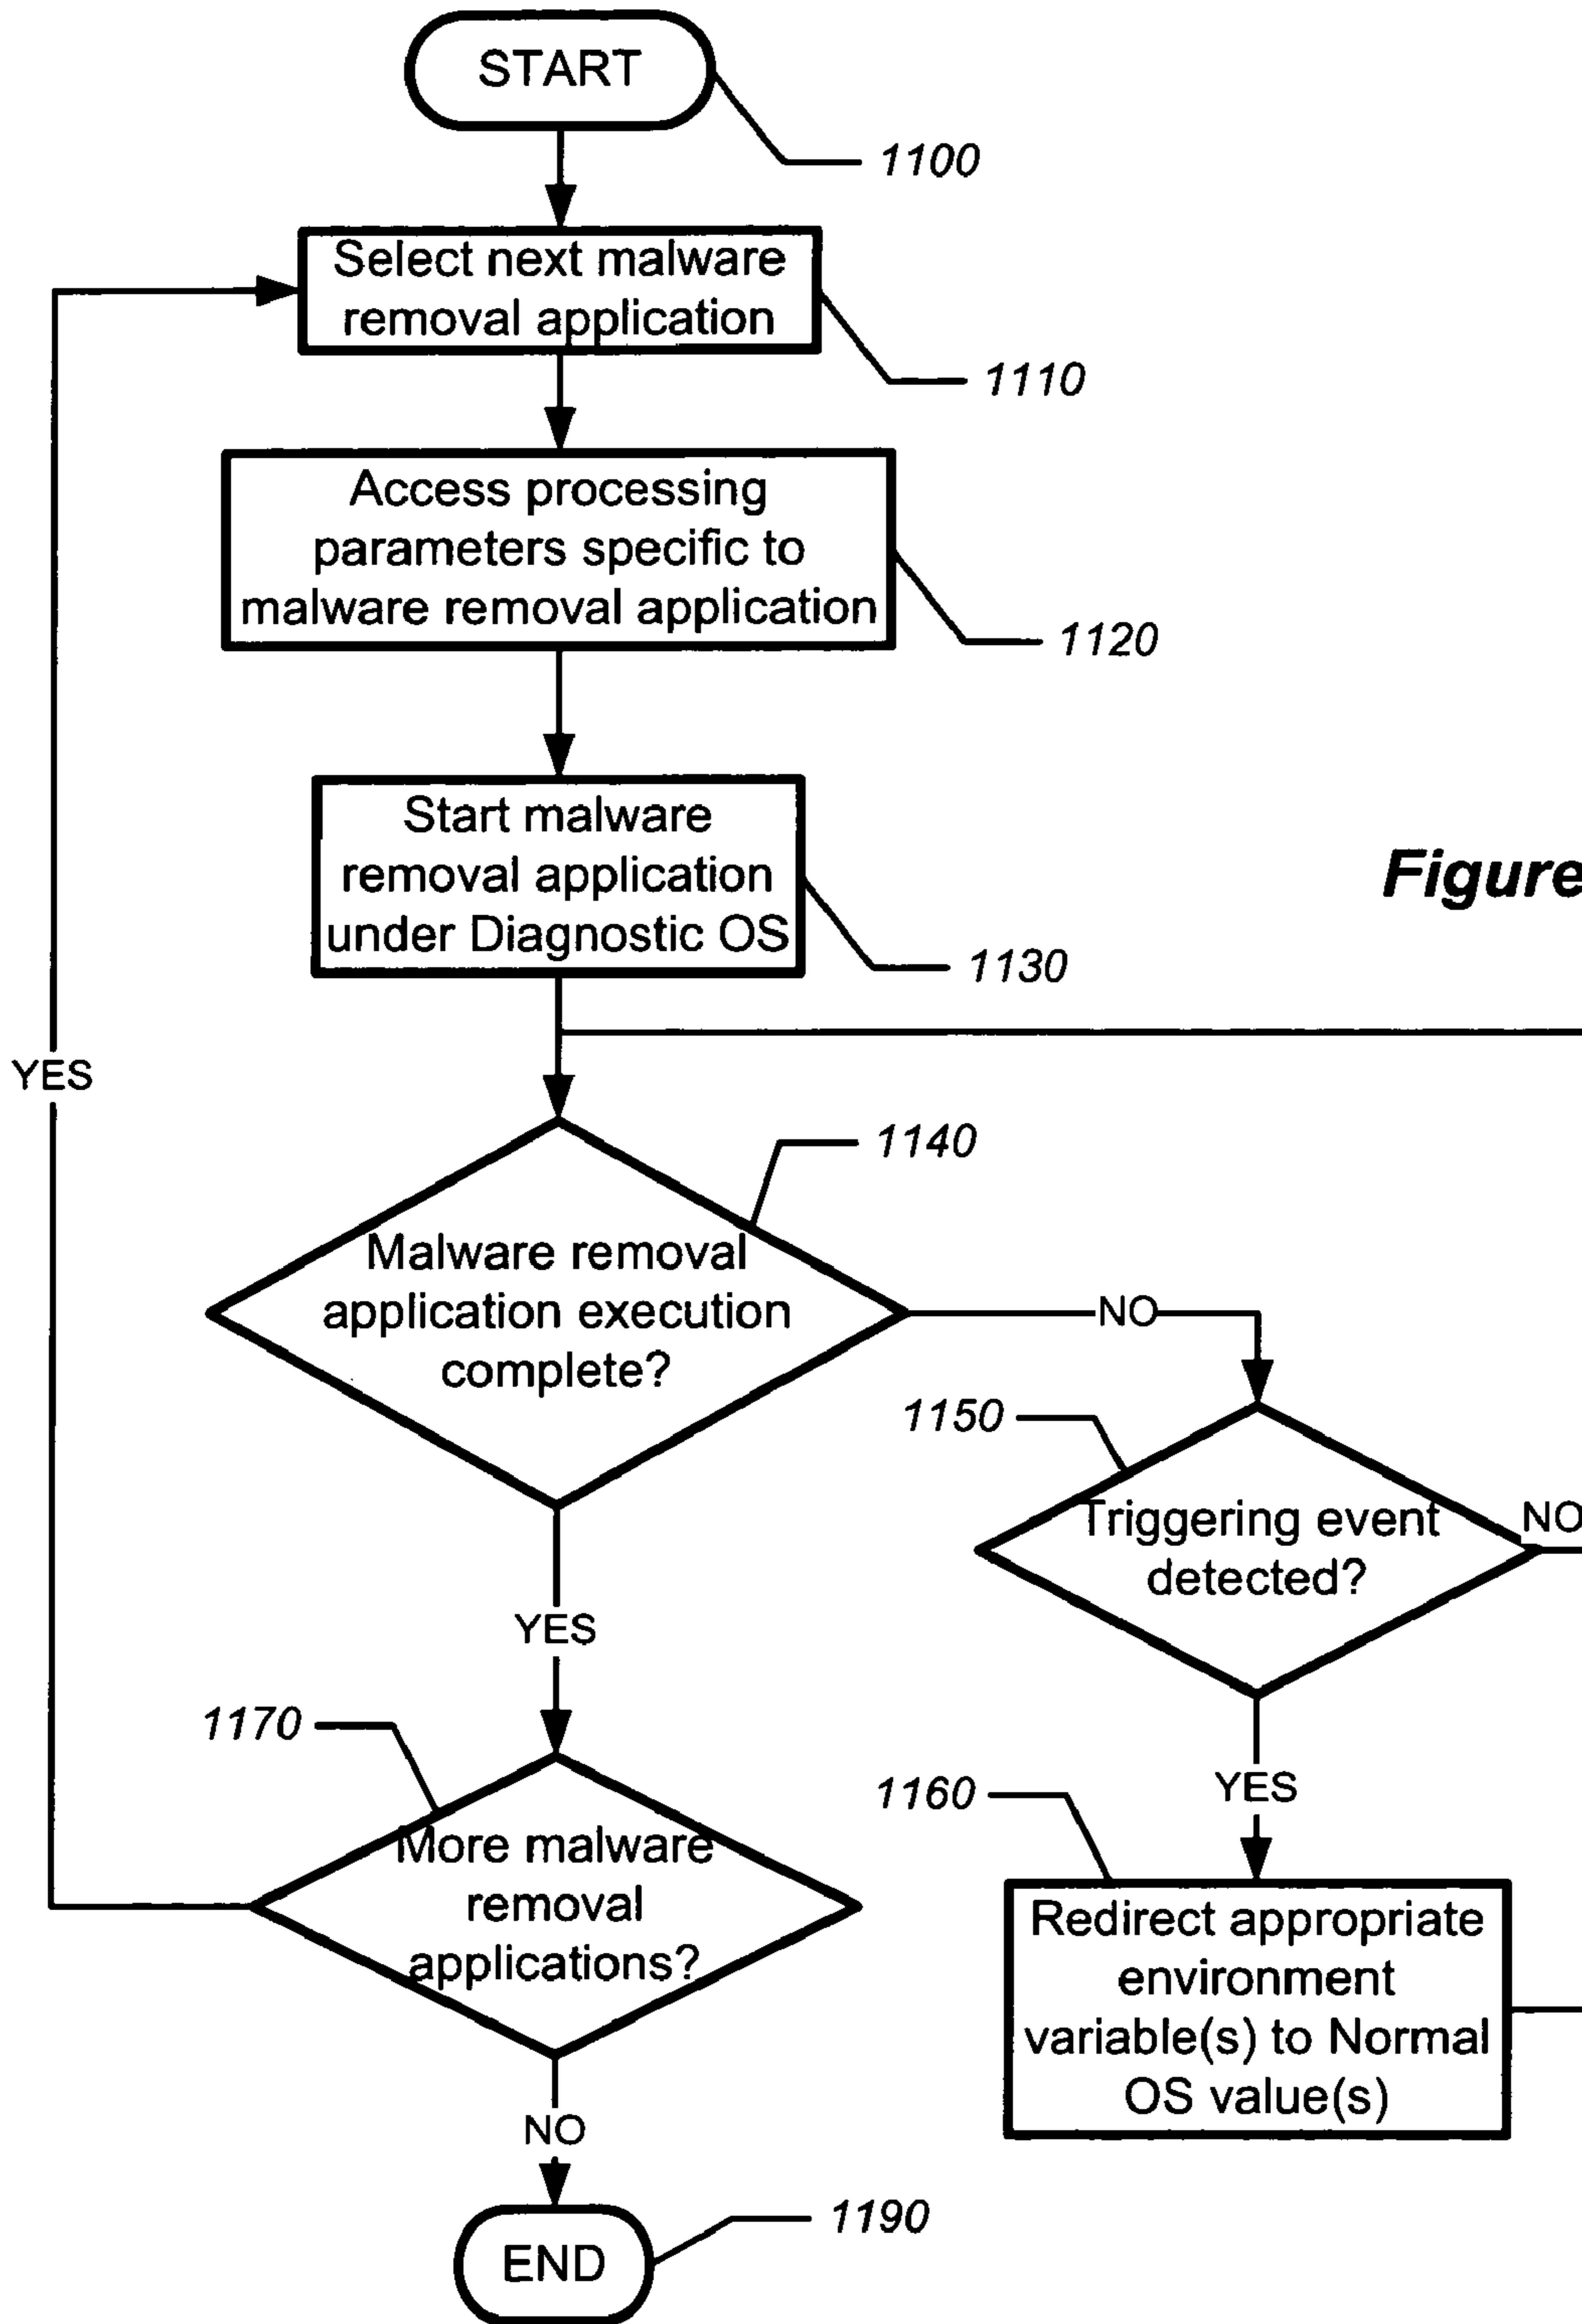 START
1100
Select next malware
removal application
1110
Access processing
parameters specific to
malware removal application
1120
Start malware
removal application
under Diagnostic OS
1130
Figure
YES
1140
Malware removal
application execution
complete?
NO
1150
Triggering event
detected?
NO
YES
YES
1160
Redirect appropriate
environment
variable(s) to Normal
OS value(s)
1170
More malware
removal
applications?
NO
END
1190